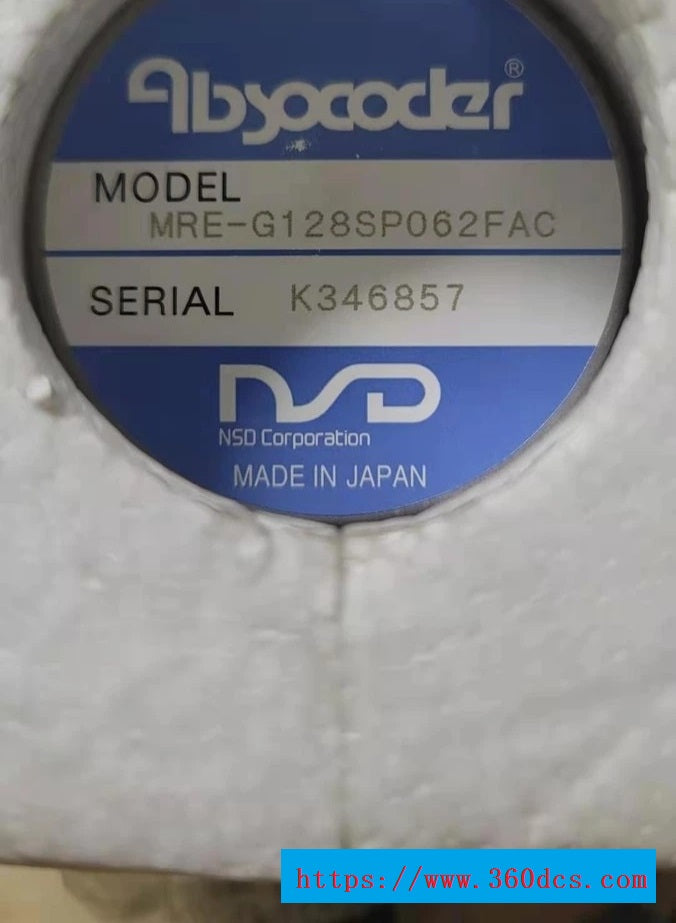 Absocoder®
MODEL
MRE-G128SP062FAC
SERIAL K346857
NSD
NSD Corporation
MADE IN JAPAN
https://www.360dcs.com